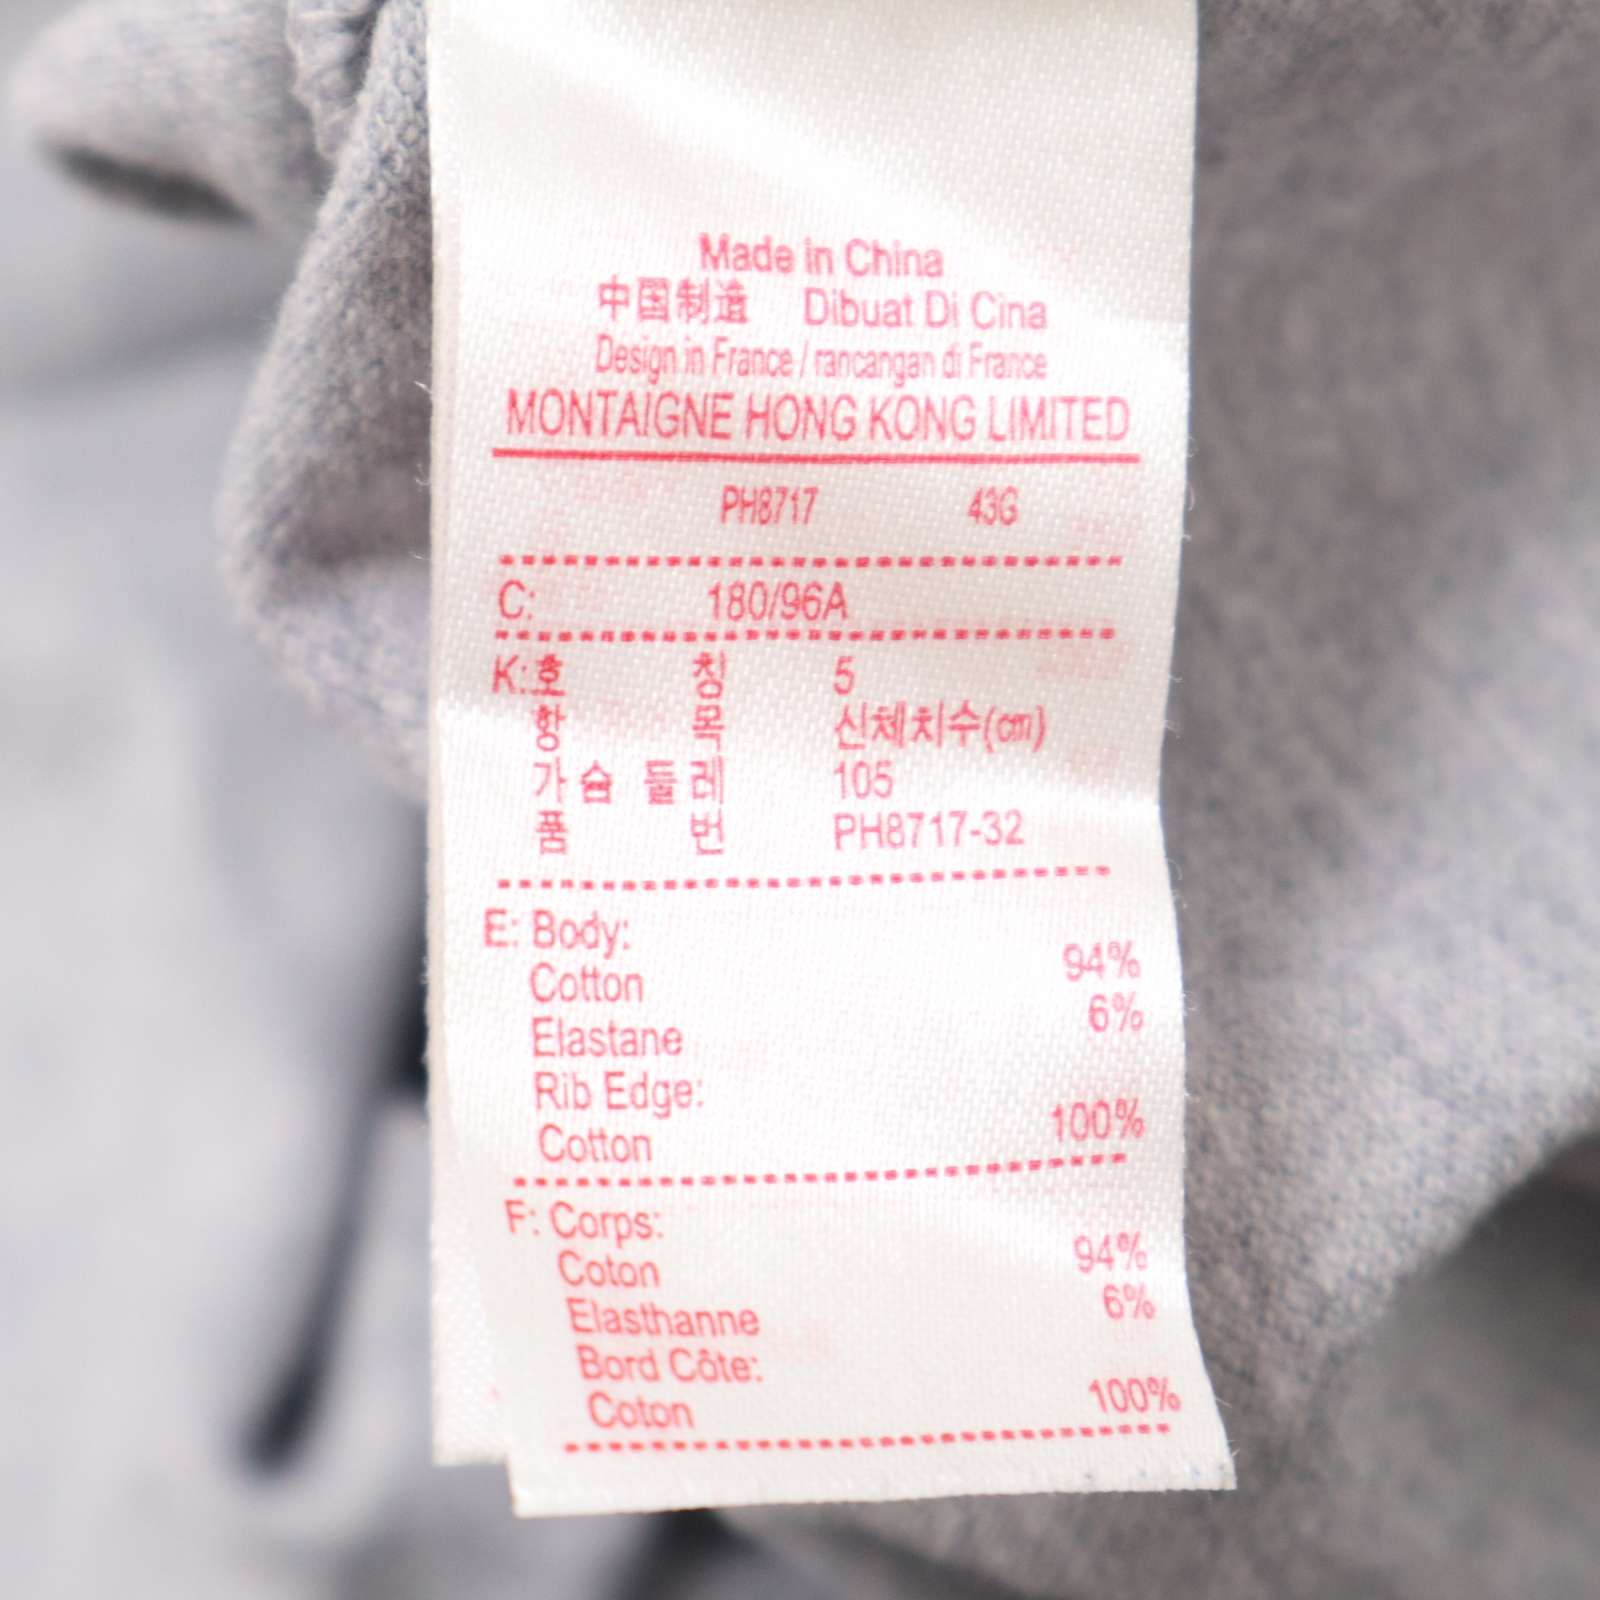 Made in China
中国制造 Dibuat Di Cina
Design in France / rancangan di France
MONTAIGNE HONG KONG LIMITED
PH8717 43G
C: 180/96A
K: 호 칭 5
항 목 신체치수(cm)
가 슴 둘 레 105
품 번 PH8717-32
E: Body:
Cotton 94%
Elastane 6%
Rib Edge:
Cotton 100%
F: Corps:
Coton 94%
Elasthanne 6%
Bord Côte:
Coton 100%